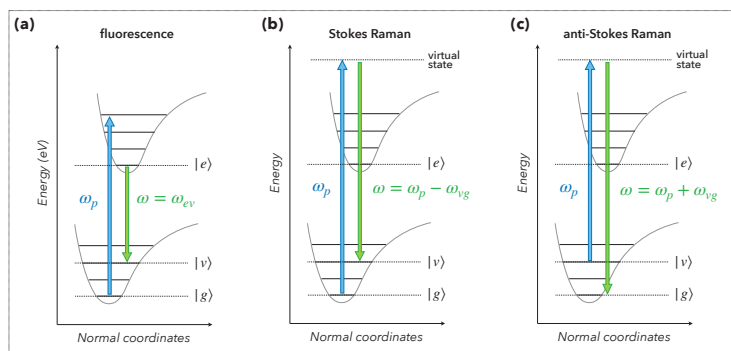 (a)
fluorescence
Energy (eV)
|e⟩
ω_p
ω = ω_ev
|v⟩
|g⟩
Normal coordinates
(b)
Stokes Raman
virtual
state
Energy
|e⟩
ω_p
ω = ω_p − ω_vg
|v⟩
|g⟩
Normal coordinates
(c)
anti-Stokes Raman
virtual
state
Energy
|e⟩
ω_p
ω = ω_p + ω_vg
|v⟩
|g⟩
Normal coordinates